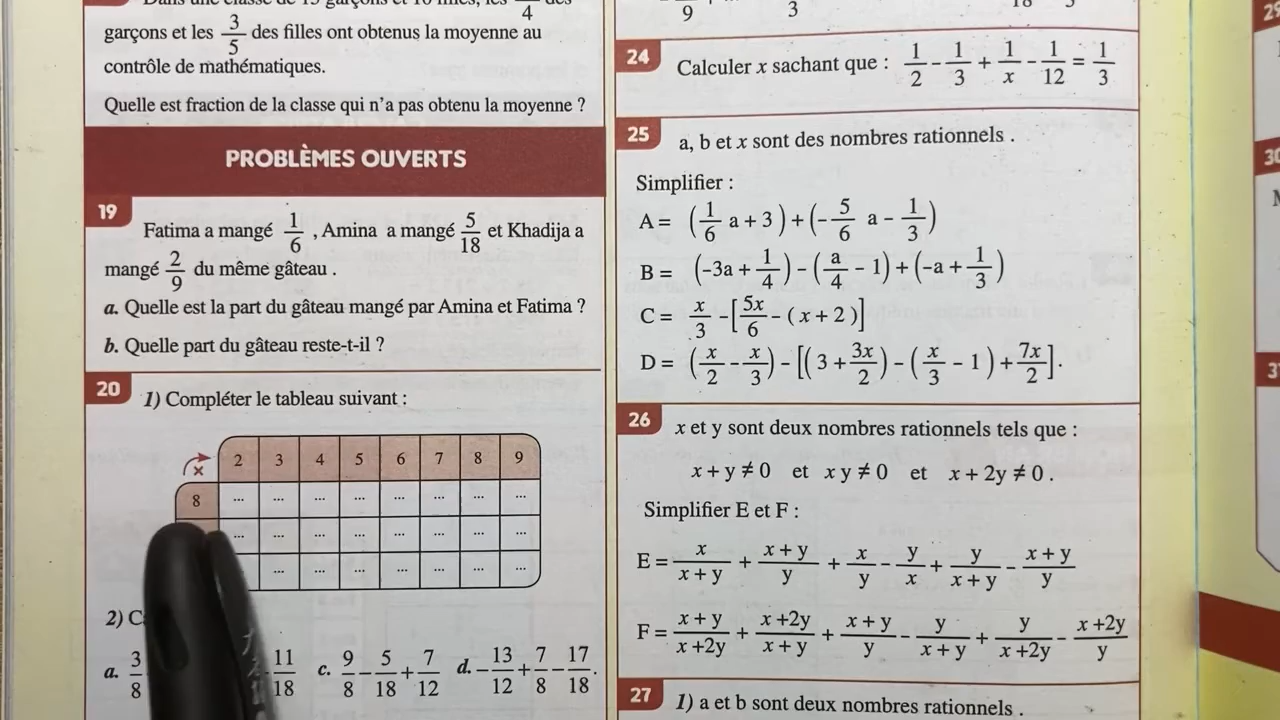 4
garçons et les 3/5 des filles ont obtenus la moyenne au
contrôle de mathématiques.
Quelle est fraction de la classe qui n'a pas obtenu la moyenne ?
PROBLÈMES OUVERTS
19
Fatima a mangé 1/6 , Amina a mangé 5/18 et Khadija a
mangé 2/9 du même gâteau .
a. Quelle est la part du gâteau mangé par Amina et Fatima ?
b. Quelle part du gâteau reste-t-il ?
20 1) Compléter le tableau suivant :
× 2 3 4 5 6 7 8 9
8 ... ... ... ... ... ... ... ...
... ... ... ... ... ... ... ...
... ... ... ... ... ... ...
2) C
a. 3/8 11/18 c. 9/8 - 5/18 + 7/12 d. - 13/12 + 7/8 - 17/18 .
9 3
24 Calculer x sachant que : 1/2 - 1/3 + 1/x - 1/12 = 1/3
25 a, b et x sont des nombres rationnels .
Simplifier :
A = (1/6 a + 3) + (- 5/6 a - 1/3)
B = (-3a + 1/4) - (a/4 - 1) + (-a + 1/3)
C = x/3 - [5x/6 - ( x + 2 )]
D = (x/2 - x/3) - [(3 + 3x/2) - (x/3 - 1) + 7x/2].
26 x et y sont deux nombres rationnels tels que :
x + y ≠ 0 et x y ≠ 0 et x + 2y ≠ 0 .
Simplifier E et F :
E = x/(x + y) + (x + y)/y + x/y - y/x + y/(x + y) - (x + y)/y
F = (x + y)/(x +2y) + (x +2y)/(x + y) + (x + y)/y - y/(x + y) + y/(x +2y) - (x +2y)/y
27 1) a et b sont deux nombres rationnels .
29
30